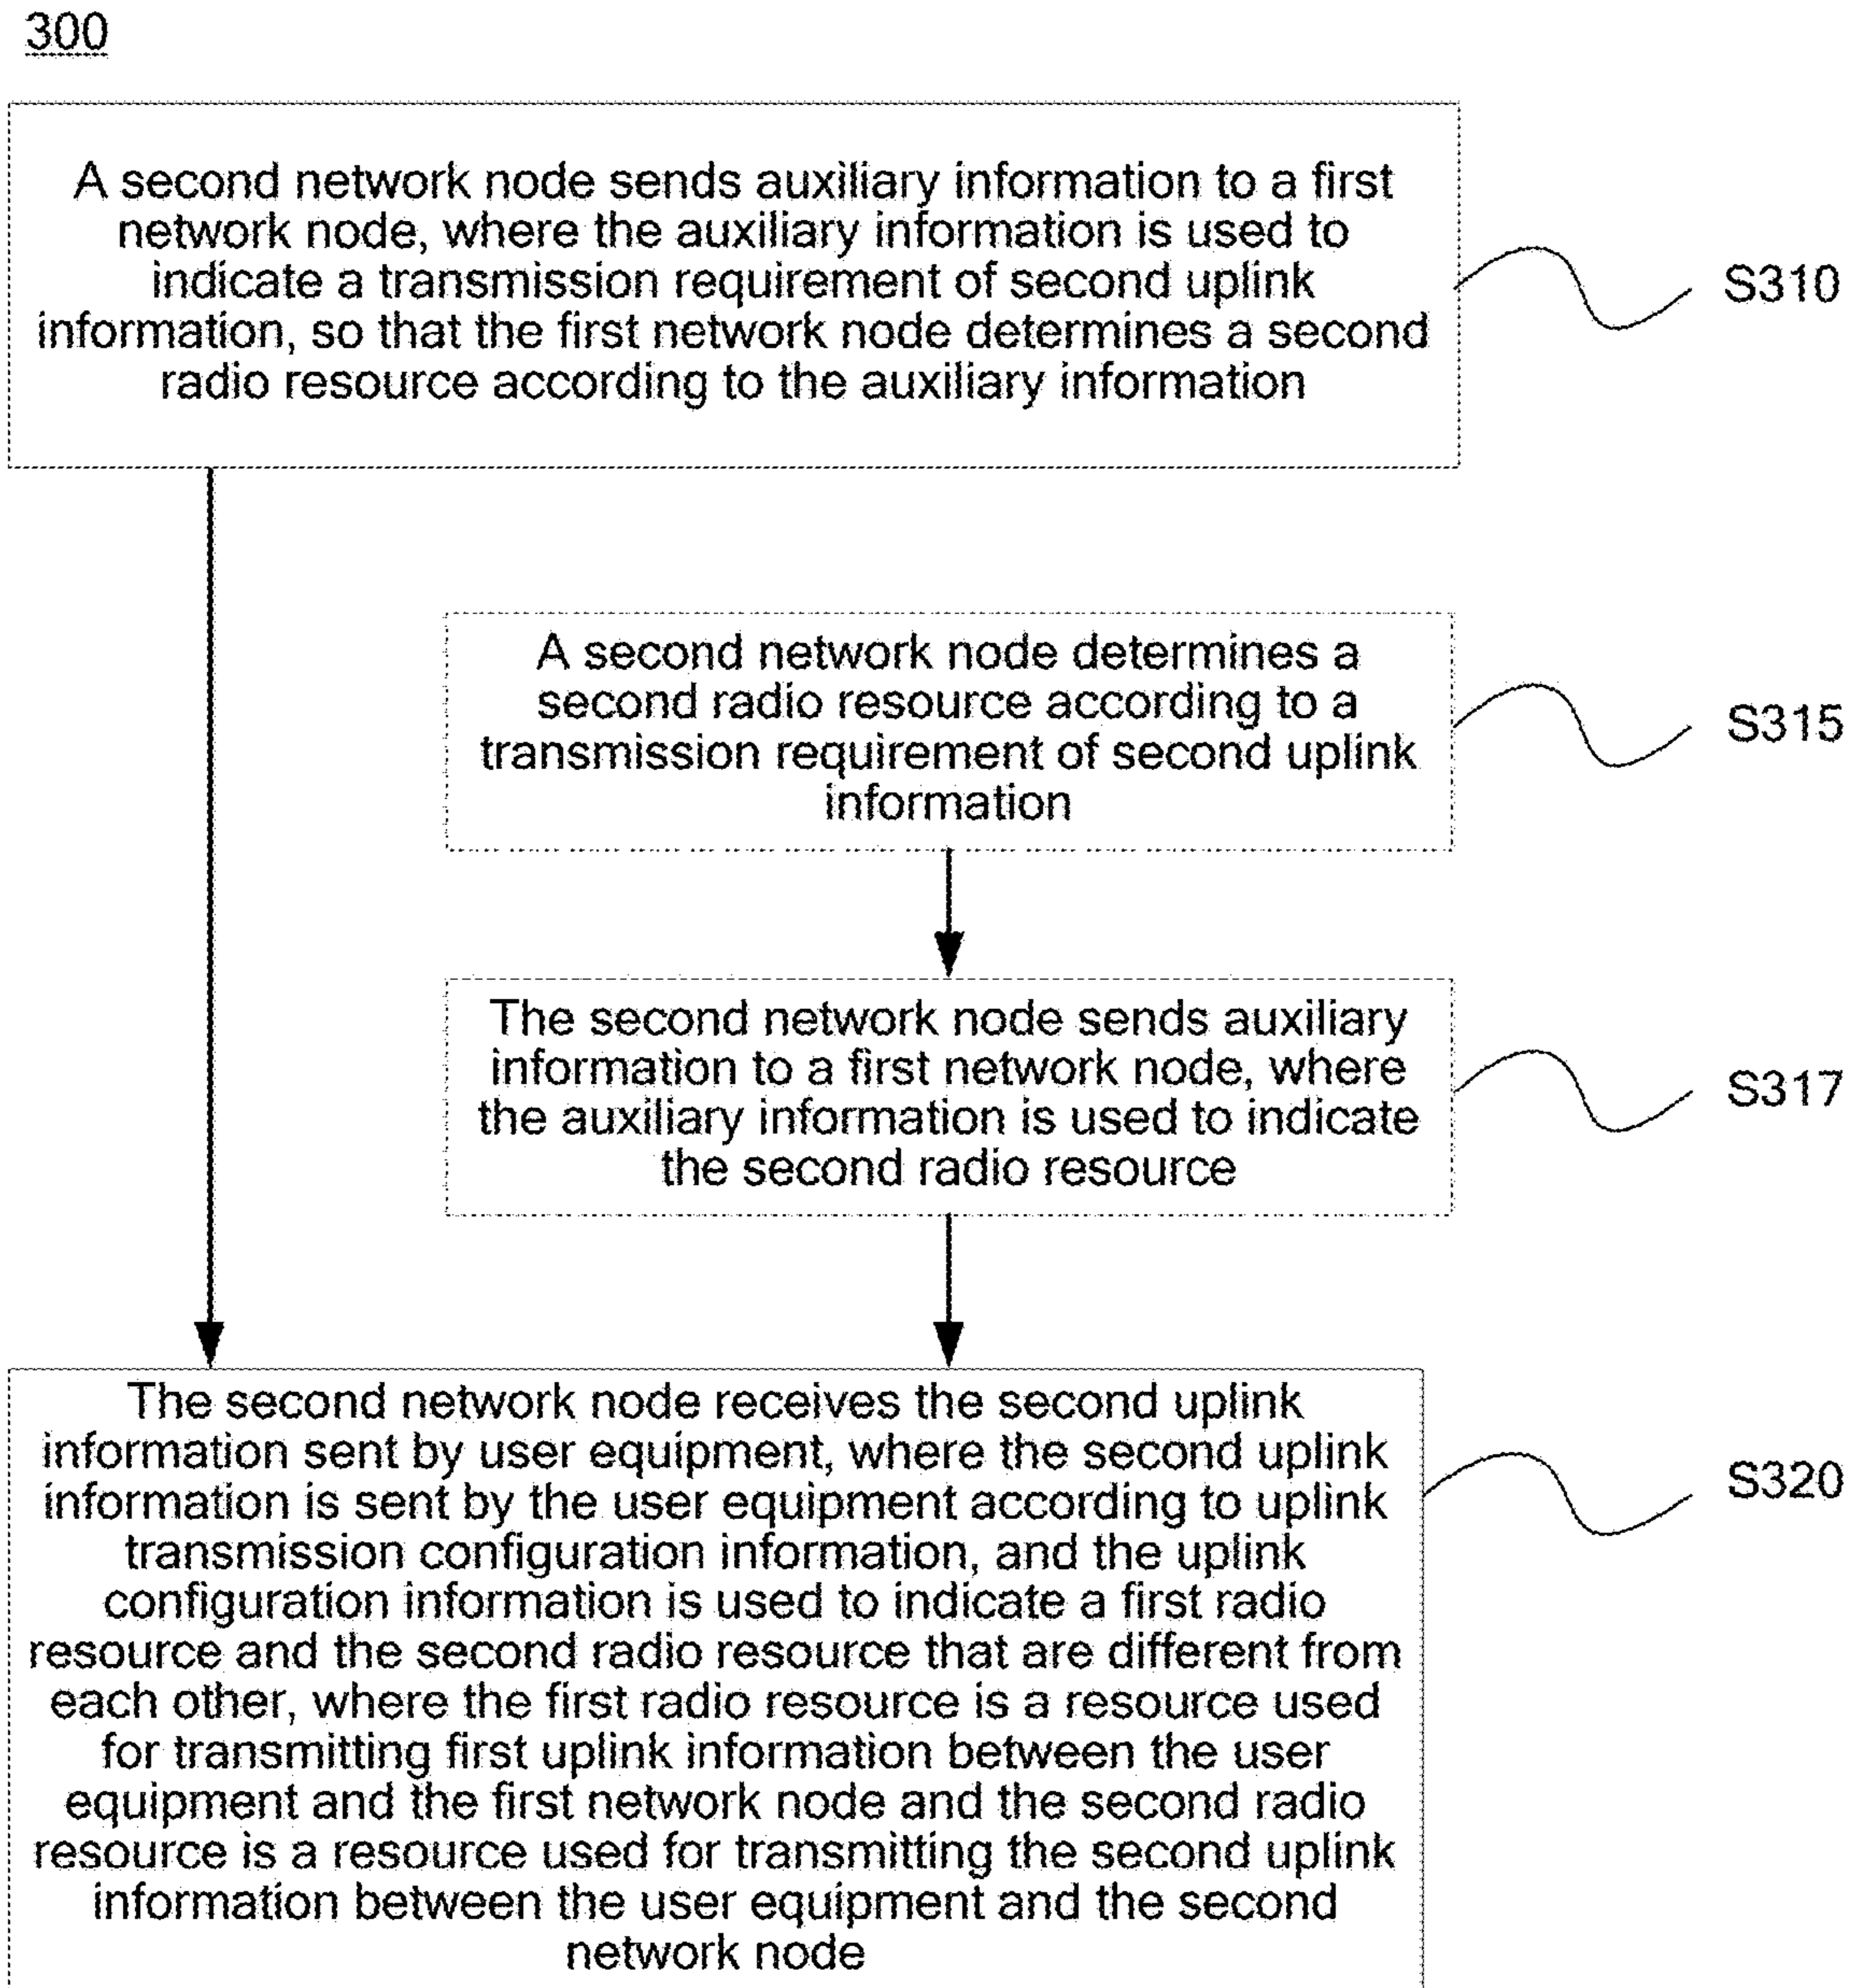 300
A second network node sends auxiliary information to a first
network node, where the auxiliary information is used to
indicate a transmission requirement of second uplink
information, so that the first network node determines a second
radio resource according to the auxiliary information
S310
A second network node determines a
second radio resource according to a
transmission requirement of second uplink
information
S315
The second network node sends auxiliary
information to a first network node, where
the auxiliary information is used to indicate
the second radio resource
S317
The second network node receives the second uplink
information sent by user equipment, where the second uplink
information is sent by the user equipment according to uplink
transmission configuration information, and the uplink
configuration information is used to indicate a first radio
resource and the second radio resource that are different from
each other, where the first radio resource is a resource used
for transmitting first uplink information between the user
equipment and the first network node and the second radio
resource is a resource used for transmitting the second uplink
information between the user equipment and the second
network node
S320